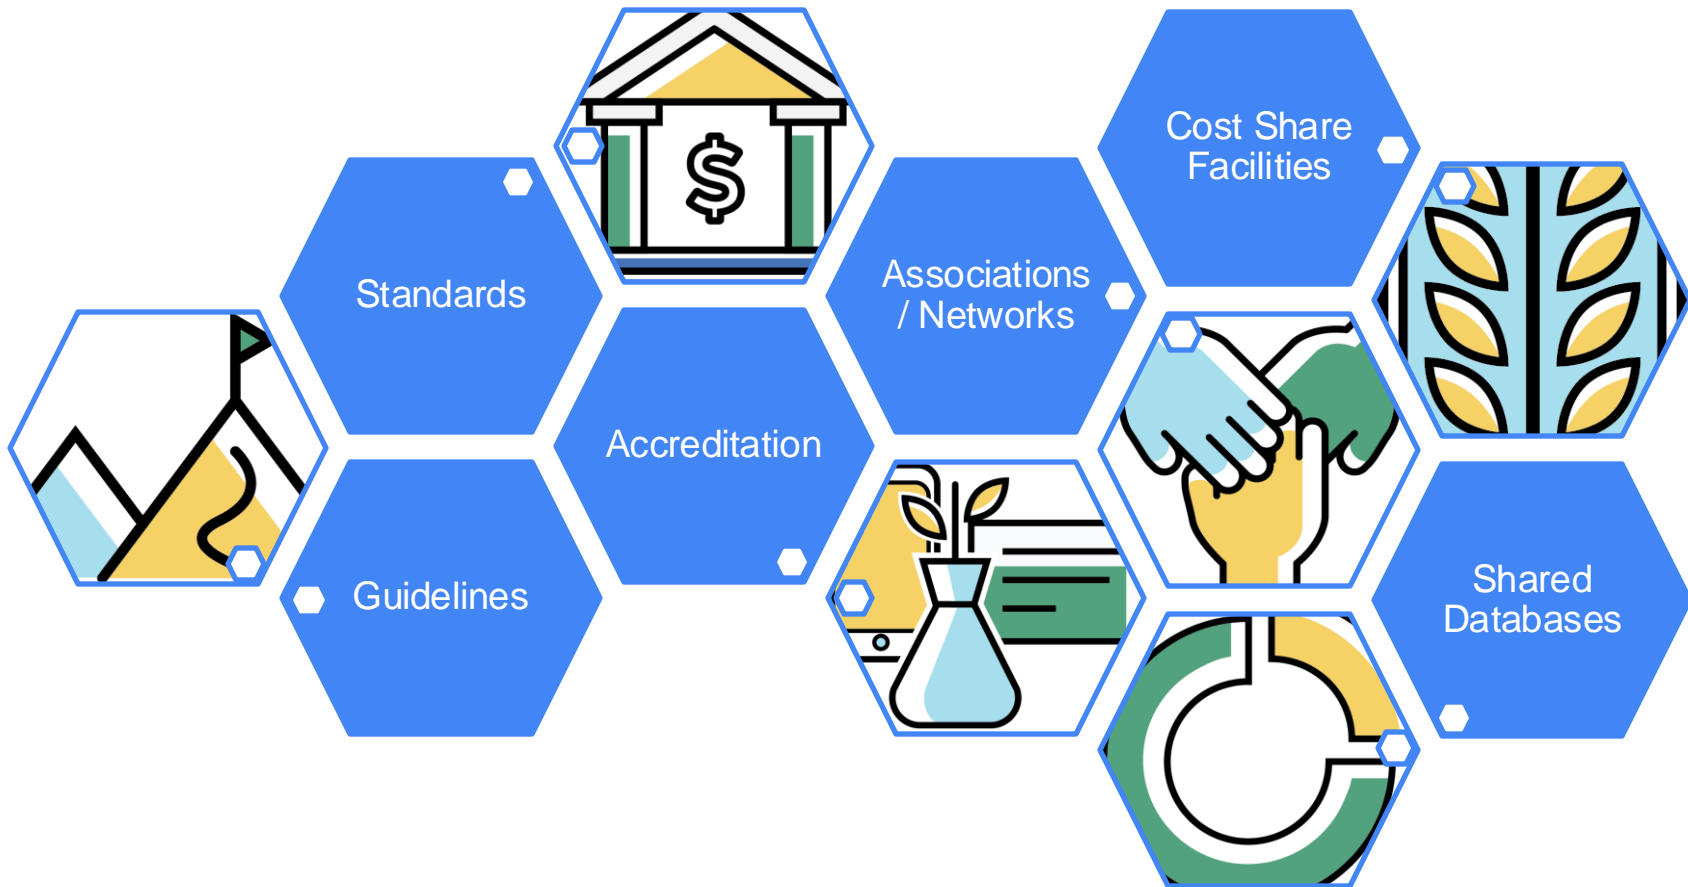 Cost Share
Facilities
Standards
Associations
/ Networks
Accreditation
Guidelines
Shared
Databases
$